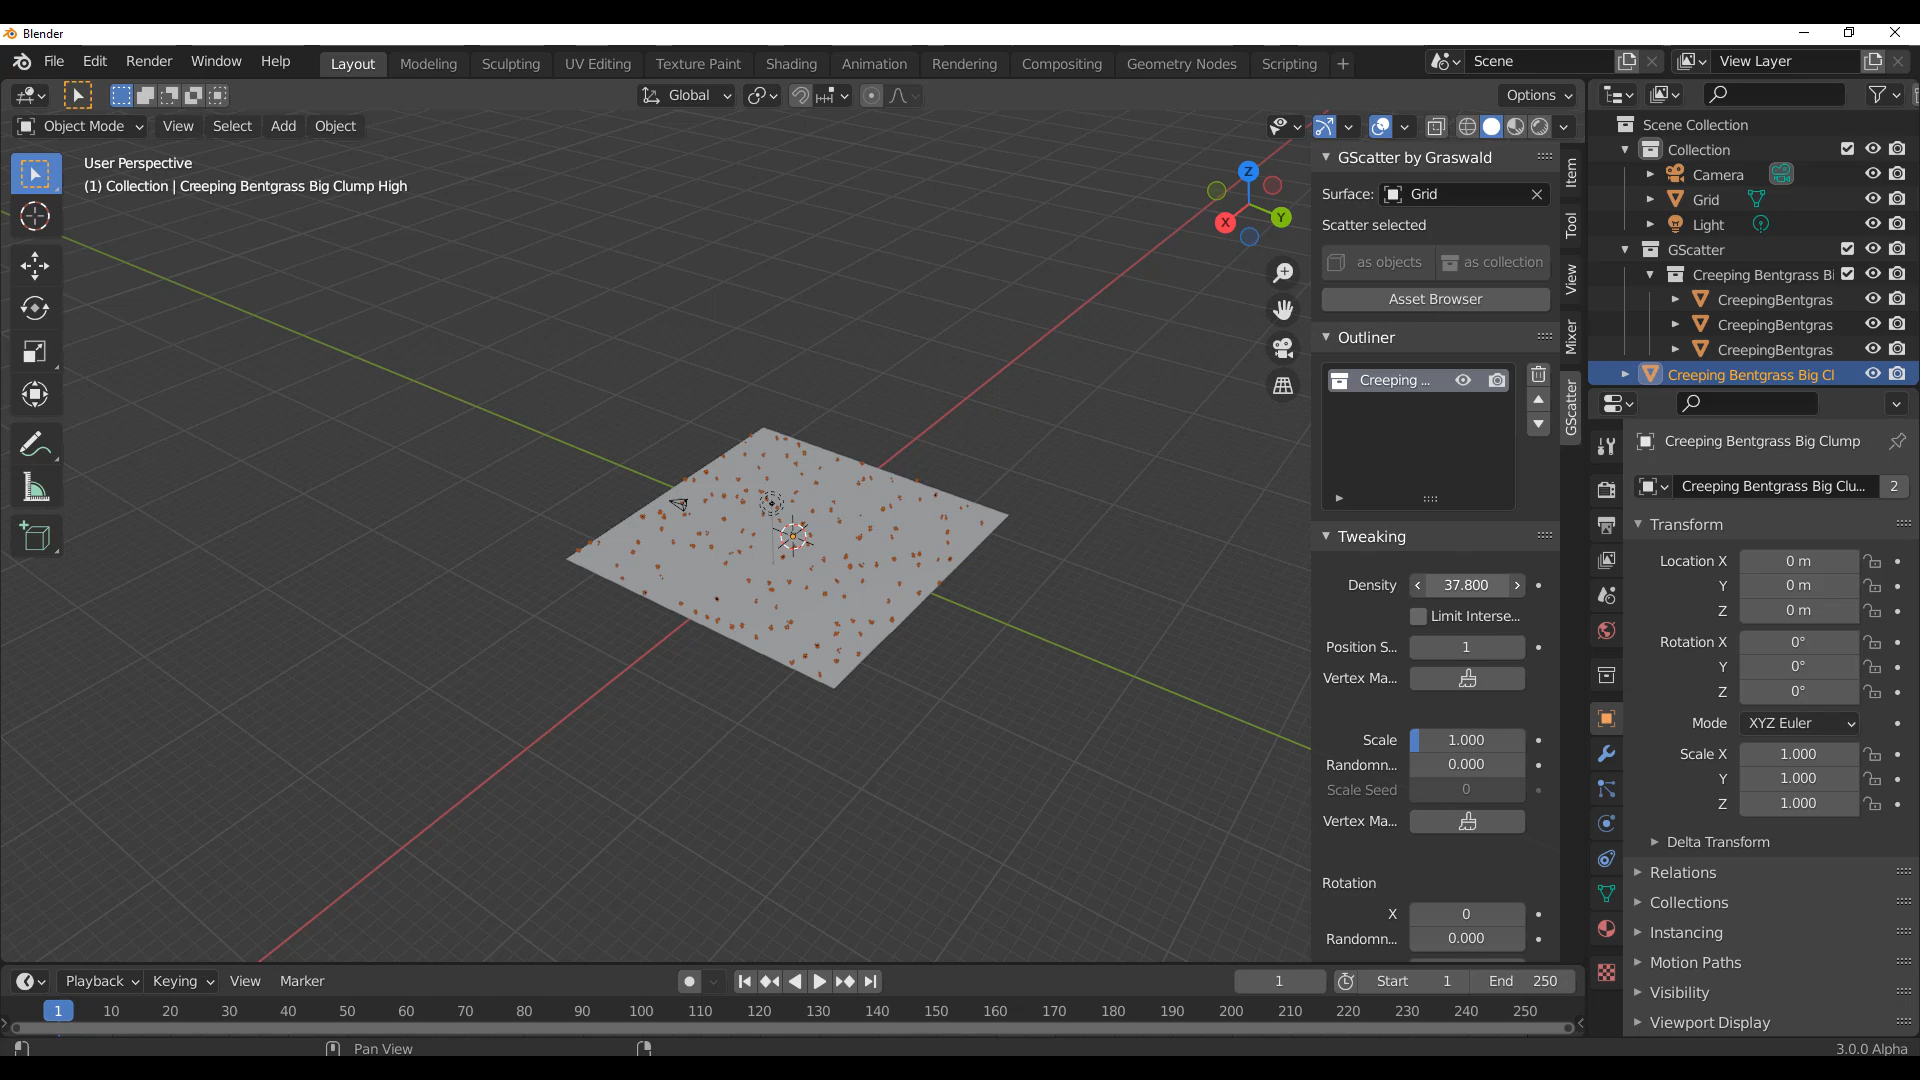 Blender
File Edit Render Window Help Layout Modeling Sculpting UV Editing Texture Paint Shading Animation Rendering Compositing Geometry Nodes Scripting + Scene View Layer
Global Options
Object Mode View Select Add Object
User Perspective
(1) Collection | Creeping Bentgrass Big Clump High
Z
X
Y
GScatter by Graswald
Surface: Grid
Scatter selected
as objects as collection
Asset Browser
Outliner
Creeping ...
Tweaking
Density 37.800
Limit Interse...
Position S... 1
Vertex Ma...
Scale 1.000
Randomn... 0.000
Scale Seed 0
Vertex Ma...
Rotation
X 0
Randomn... 0.000
Item
Tool
View
Mixer
GScatter
Scene Collection
Collection
Camera
Grid
Light
GScatter
Creeping Bentgrass Bi
CreepingBentgras
CreepingBentgras
CreepingBentgras
Creeping Bentgrass Big Cl
Creeping Bentgrass Big Clump
Creeping Bentgrass Big Clu... 2
Transform
Location X 0 m
Y 0 m
Z 0 m
Rotation X 0°
Y 0°
Z 0°
Mode XYZ Euler
Scale X 1.000
Y 1.000
Z 1.000
Delta Transform
Relations
Collections
Instancing
Motion Paths
Visibility
Viewport Display
Playback Keying View Marker 1 Start 1 End 250
1 10 20 30 40 50 60 70 80 90 100 110 120 130 140 150 160 170 180 190 200 210 220 230 240 250
Pan View 3.0.0 Alpha